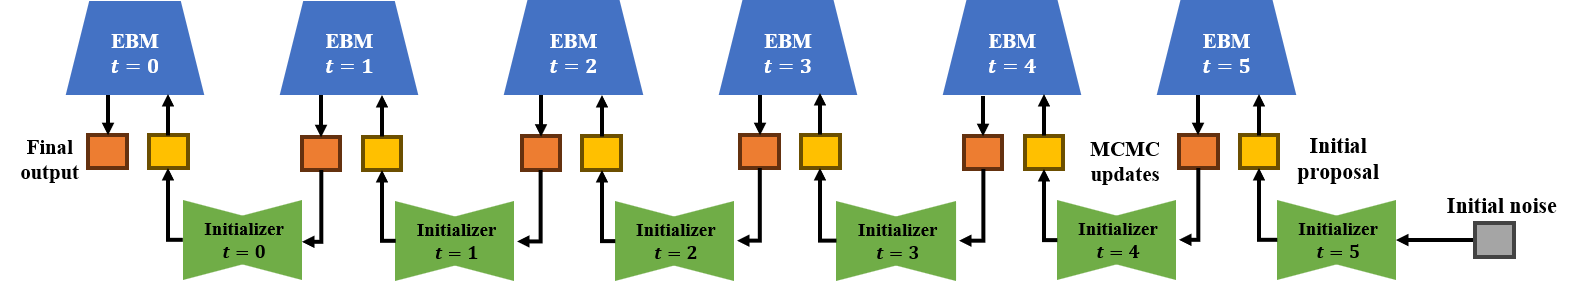 EBM
t = 0
EBM
t = 1
EBM
t = 2
EBM
t = 3
EBM
t = 4
EBM
t = 5
Final
output
MCMC
updates
Initial
proposal
Initial noise
Initializer
t = 0
Initializer
t = 1
Initializer
t = 2
Initializer
t = 3
Initializer
t = 4
Initializer
t = 5